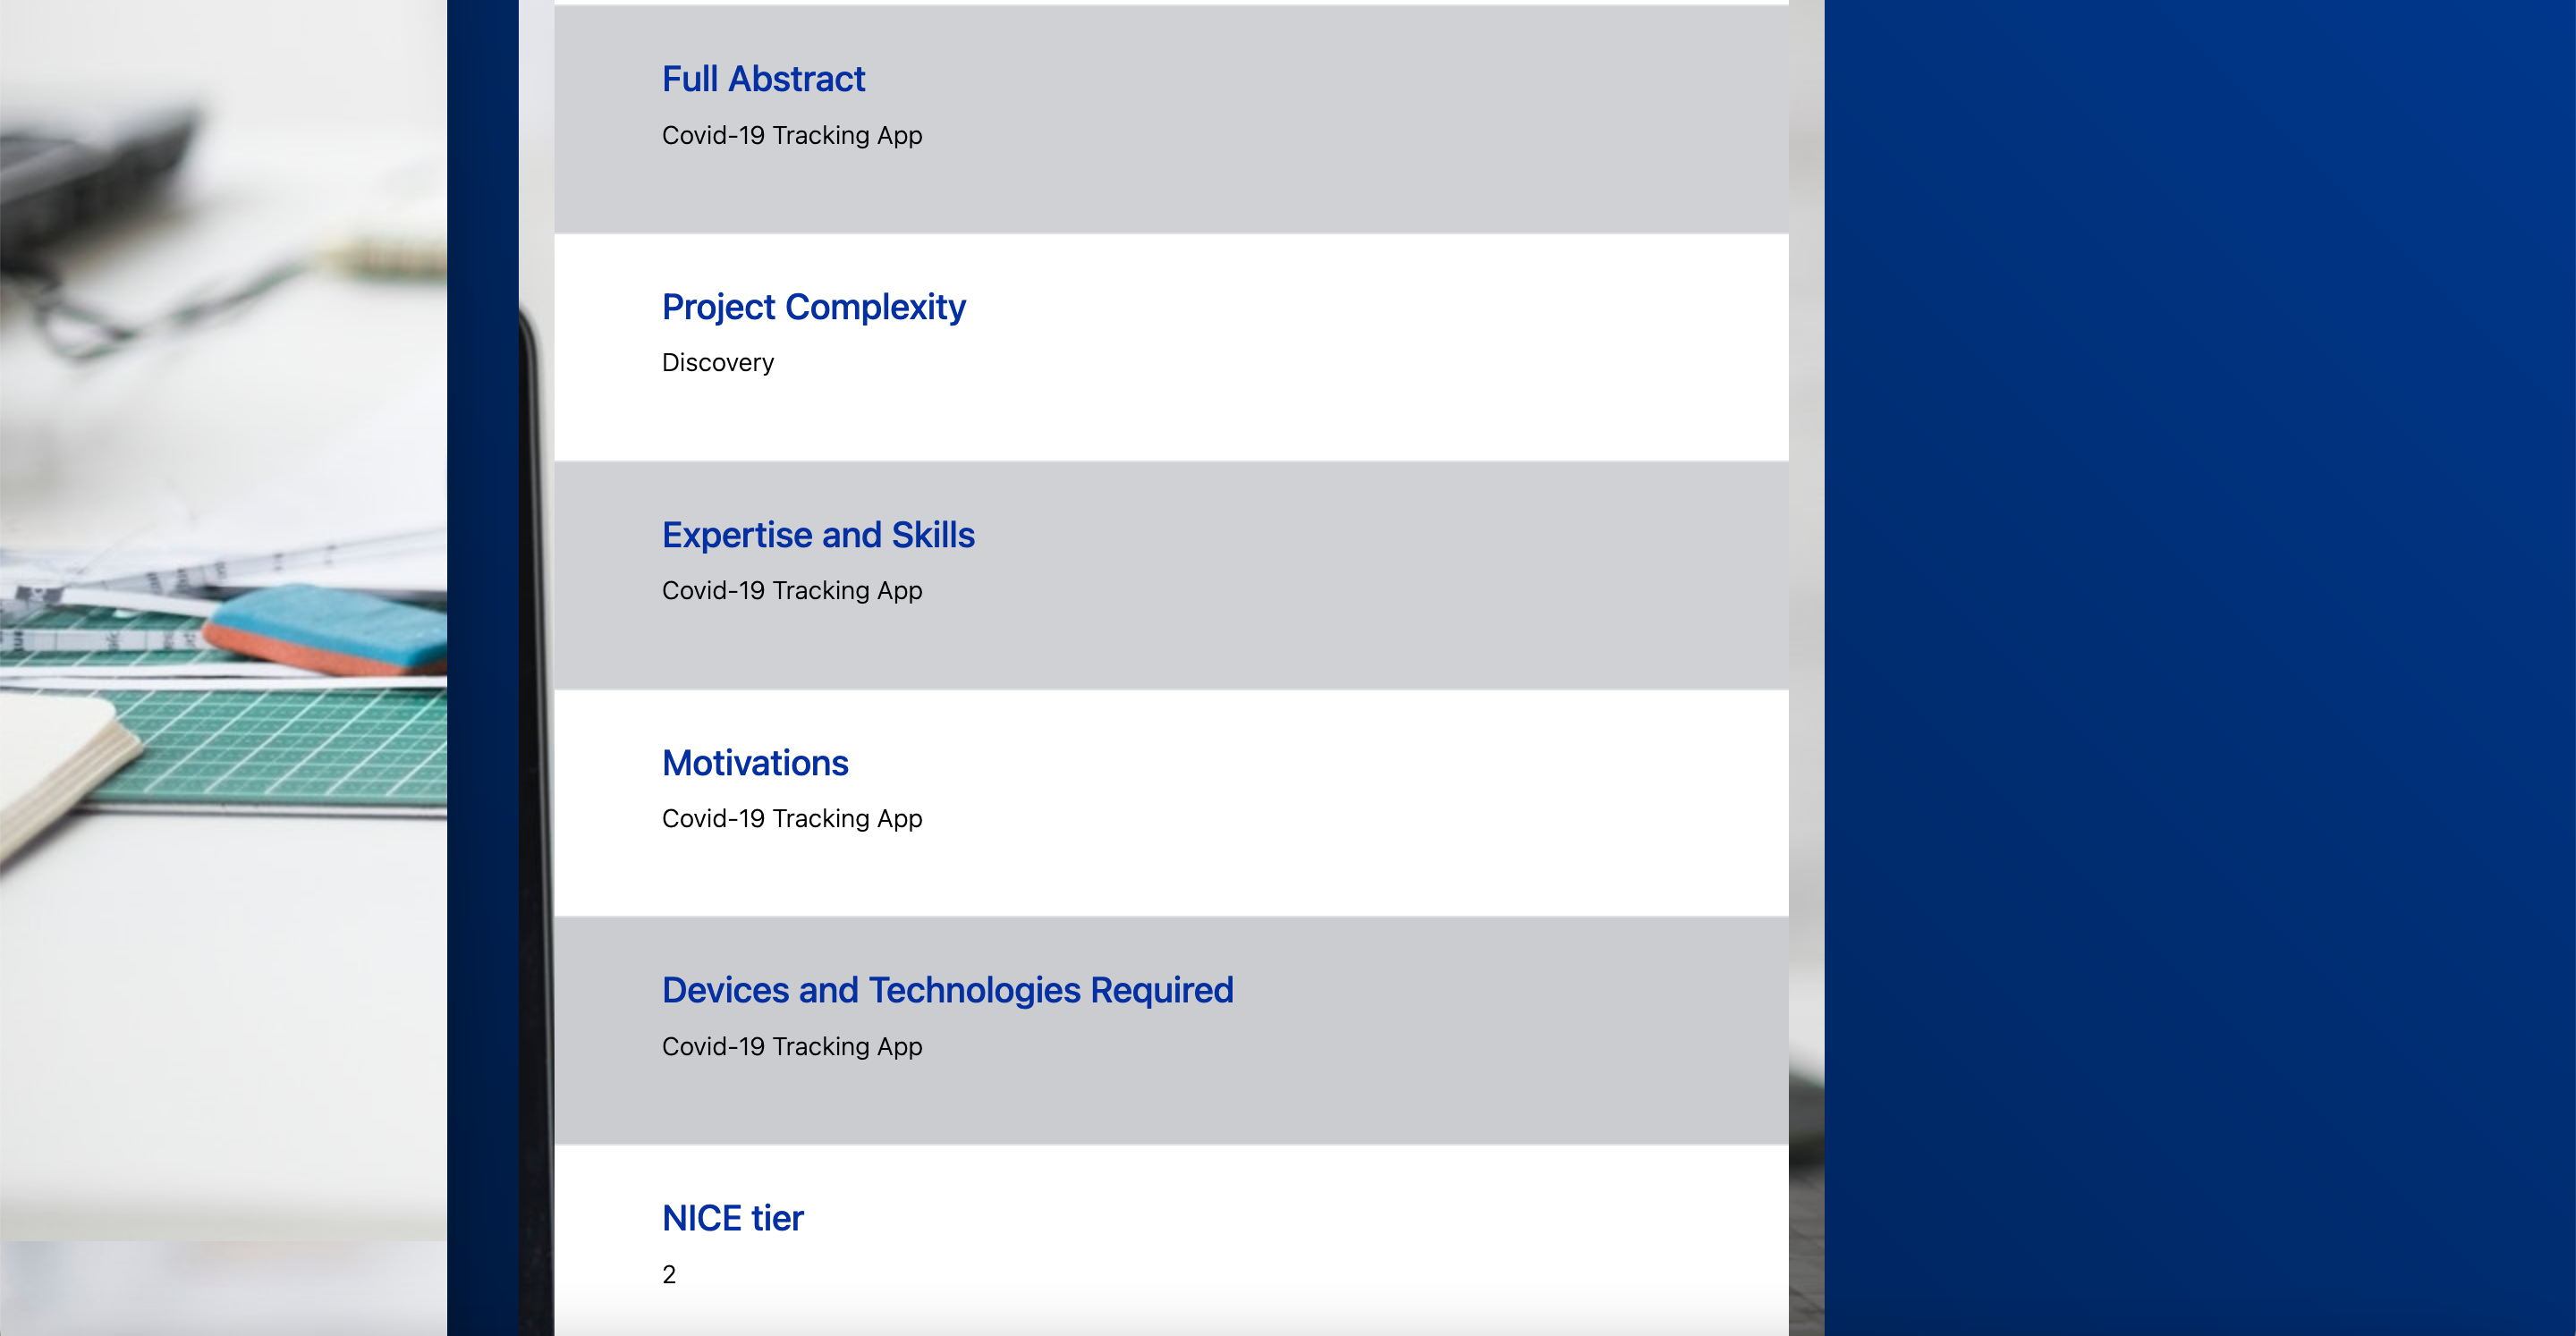 Full Abstract
Covid-19 Tracking App
Project Complexity
Discovery
Expertise and Skills
Covid-19 Tracking App
Motivations
Covid-19 Tracking App
Devices and Technologies Required
Covid-19 Tracking App
NICE tier
2